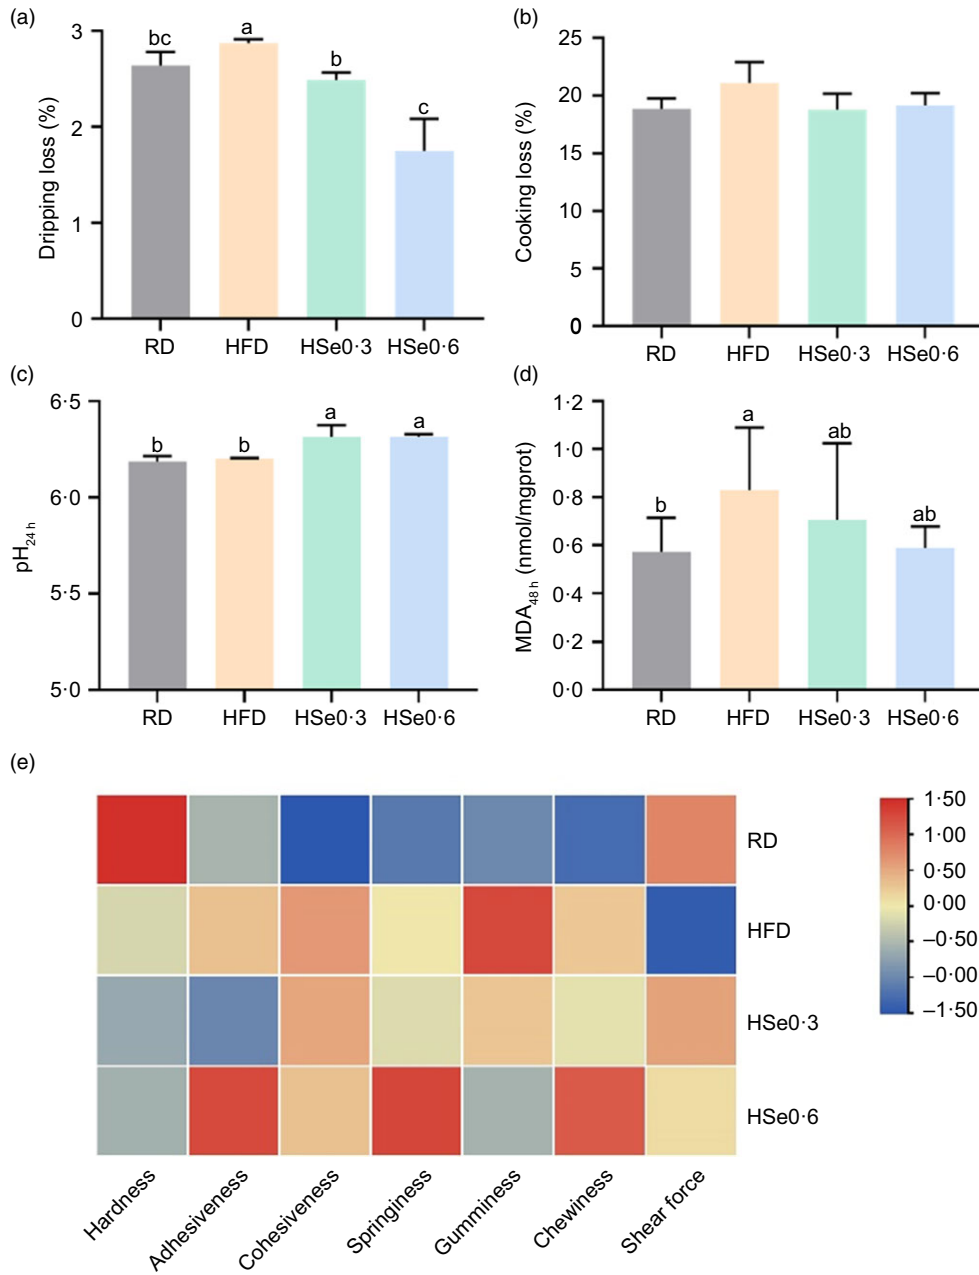 (a)
Dripping loss (%)
3
2
1
0
bc
a
b
c
RD
HFD
HSe0·3
HSe0·6
(b)
Cooking loss (%)
25
20
15
10
5
0
RD
HFD
HSe0·3
HSe0·6
(c)
pH24 h
6·5
6·0
5·5
5·0
b
b
a
a
RD
HFD
HSe0·3
HSe0·6
(d)
MDA48 h (nmol/mgprot)
1·2
1·0
0·8
0·6
0·4
0·2
0·0
b
a
ab
ab
RD
HFD
HSe0·3
HSe0·6
(e)
RD
HFD
HSe0·3
HSe0·6
Hardness
Adhesiveness
Cohesiveness
Springiness
Gumminess
Chewiness
Shear force
1·50
1·00
0·50
0·00
–0·50
–0·00
–1·50